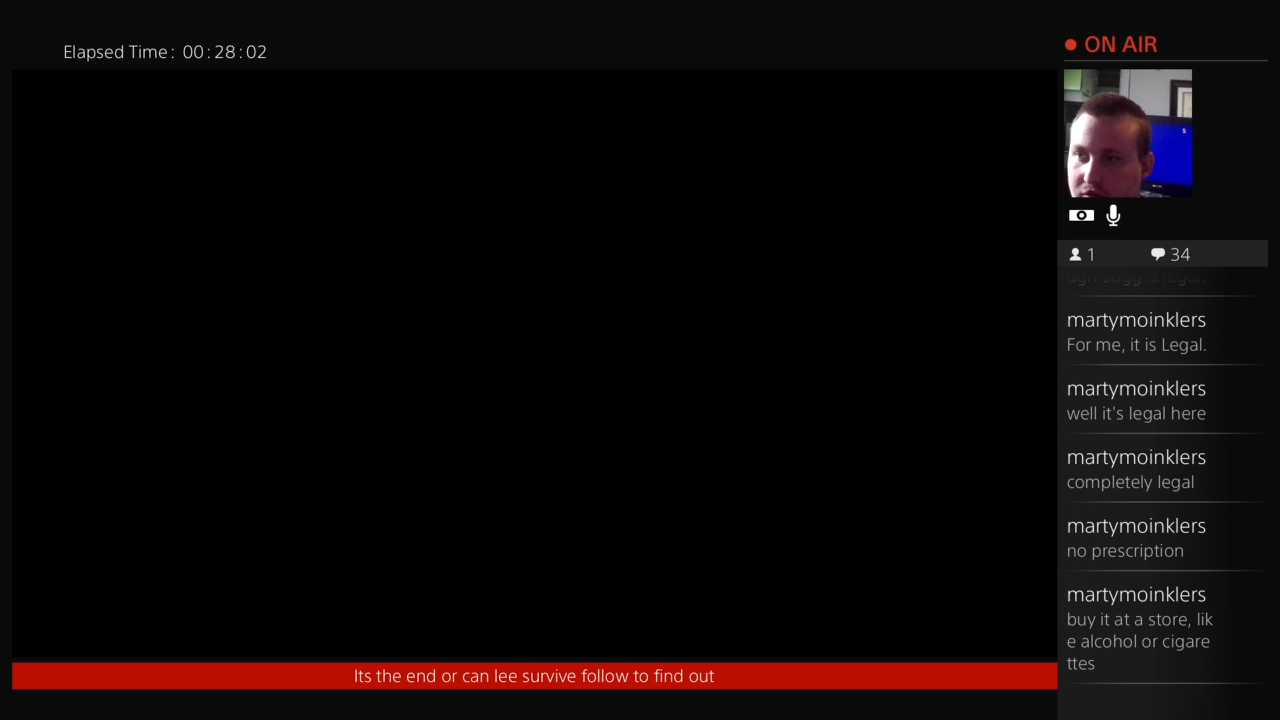 Elapsed Time: 00:28:02
ON AIR
1 34
martymoinklers
For me, it is Legal.
martymoinklers
well it's legal here
martymoinklers
completely legal
martymoinklers
no prescription
martymoinklers
buy it at a store, lik
e alcohol or cigare
ttes
Its the end or can lee survive follow to find out